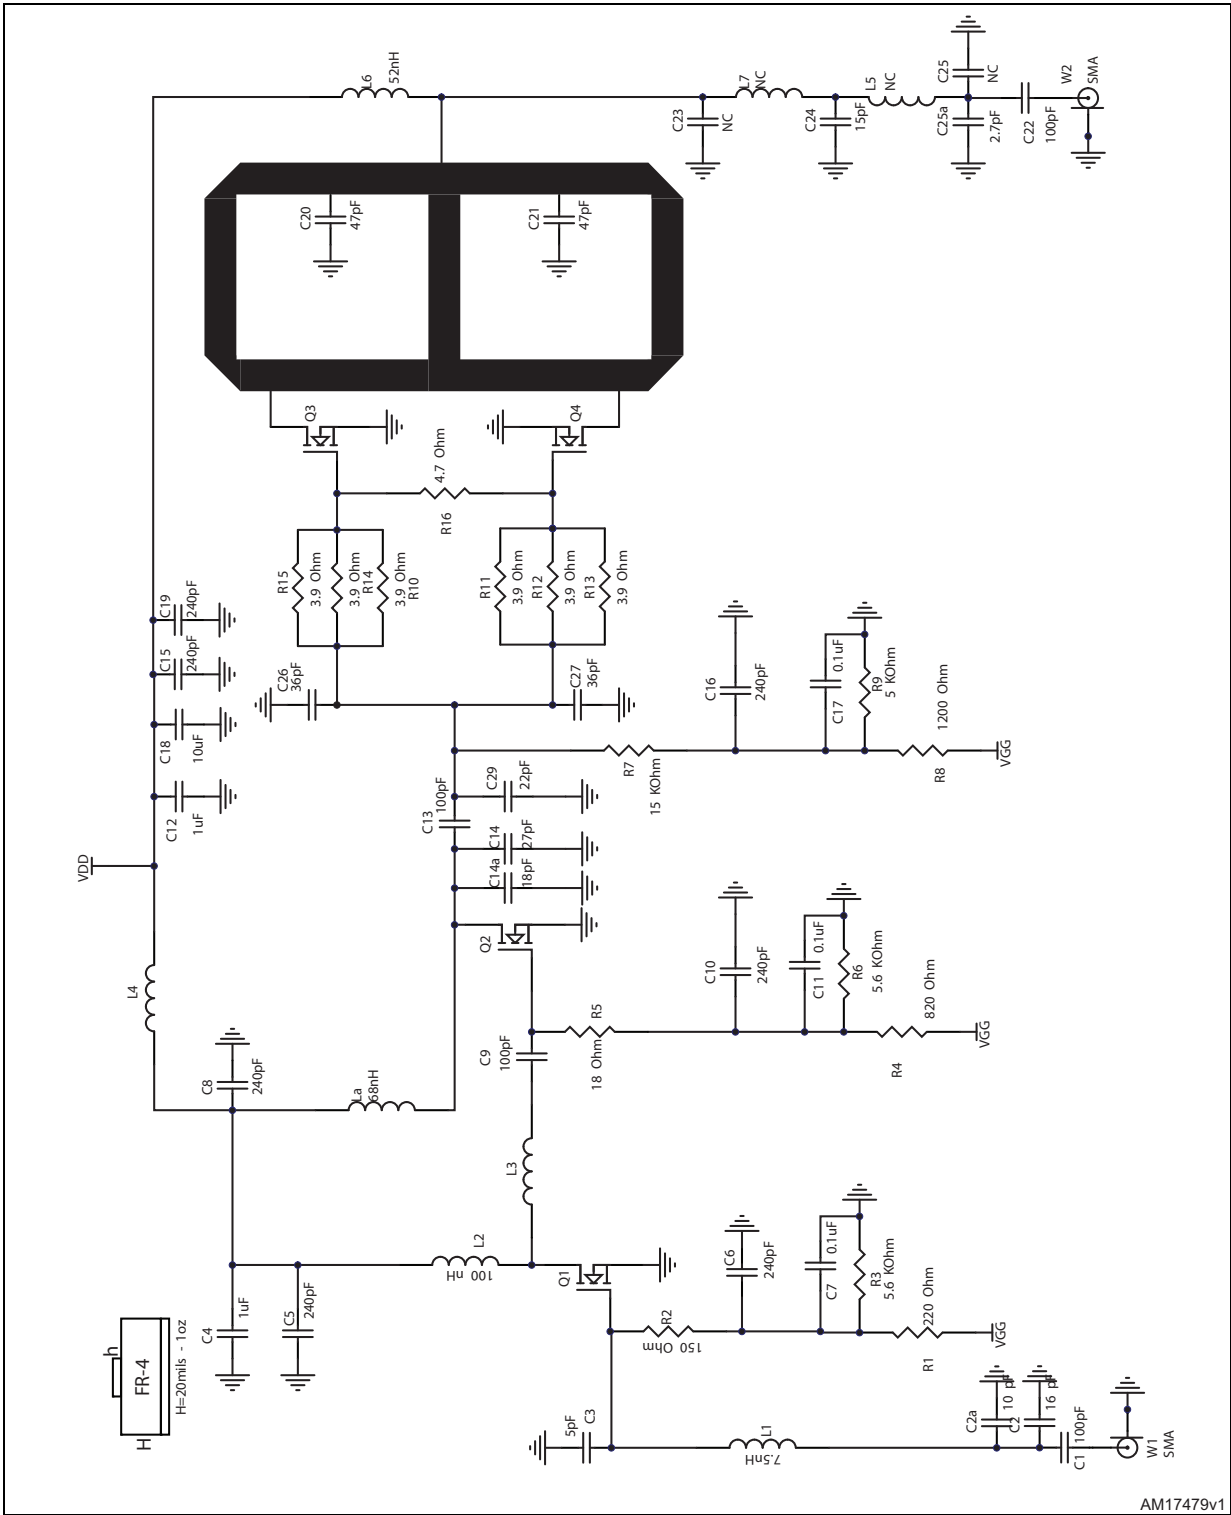 L6
52nH
C25
NC
W2
SMA
L7
NC
L5
NC
C23
NC
C24
15pF
C25a
2.7pF
C22
100pF
C20
47pF
C21
47pF
Q3
Q4
4.7 Ohm
R16
R15
3.9 Ohm
3.9 Ohm
R14
3.9 Ohm
R10
R11
3.9 Ohm
R12
3.9 Ohm
R13
3.9 Ohm
C19
240pF
C15
240pF
C18
10uF
C12
1uF
VDD
C26
36pF
C27
36pF
C16
240pF
C17
0.1uF
R9
5 KOhm
1200 Ohm
R8
VGG
R7
15 KOhm
C13
100pF
C29
22pF
C14
27pF
C14a
18pF
Q2
L4
C8
240pF
La
68nH
C9
100pF
R5
18 Ohm
C10
240pF
C11
0.1uF
R6
5.6 KOhm
820 Ohm
R4
VGG
L3
L2
100 nH
Q1
C4
1uF
C5
240pF
R2
150 Ohm
C6
240pF
C7
0.1uF
R3
5.6 KOhm
220 Ohm
R1
VGG
h
FR-4
H
H=20mils - 1oz
5pF
C3
L1
7.5nH
C2a
10 pF
C2
16 pF
C1
100pF
W1
SMA
AM17479v1